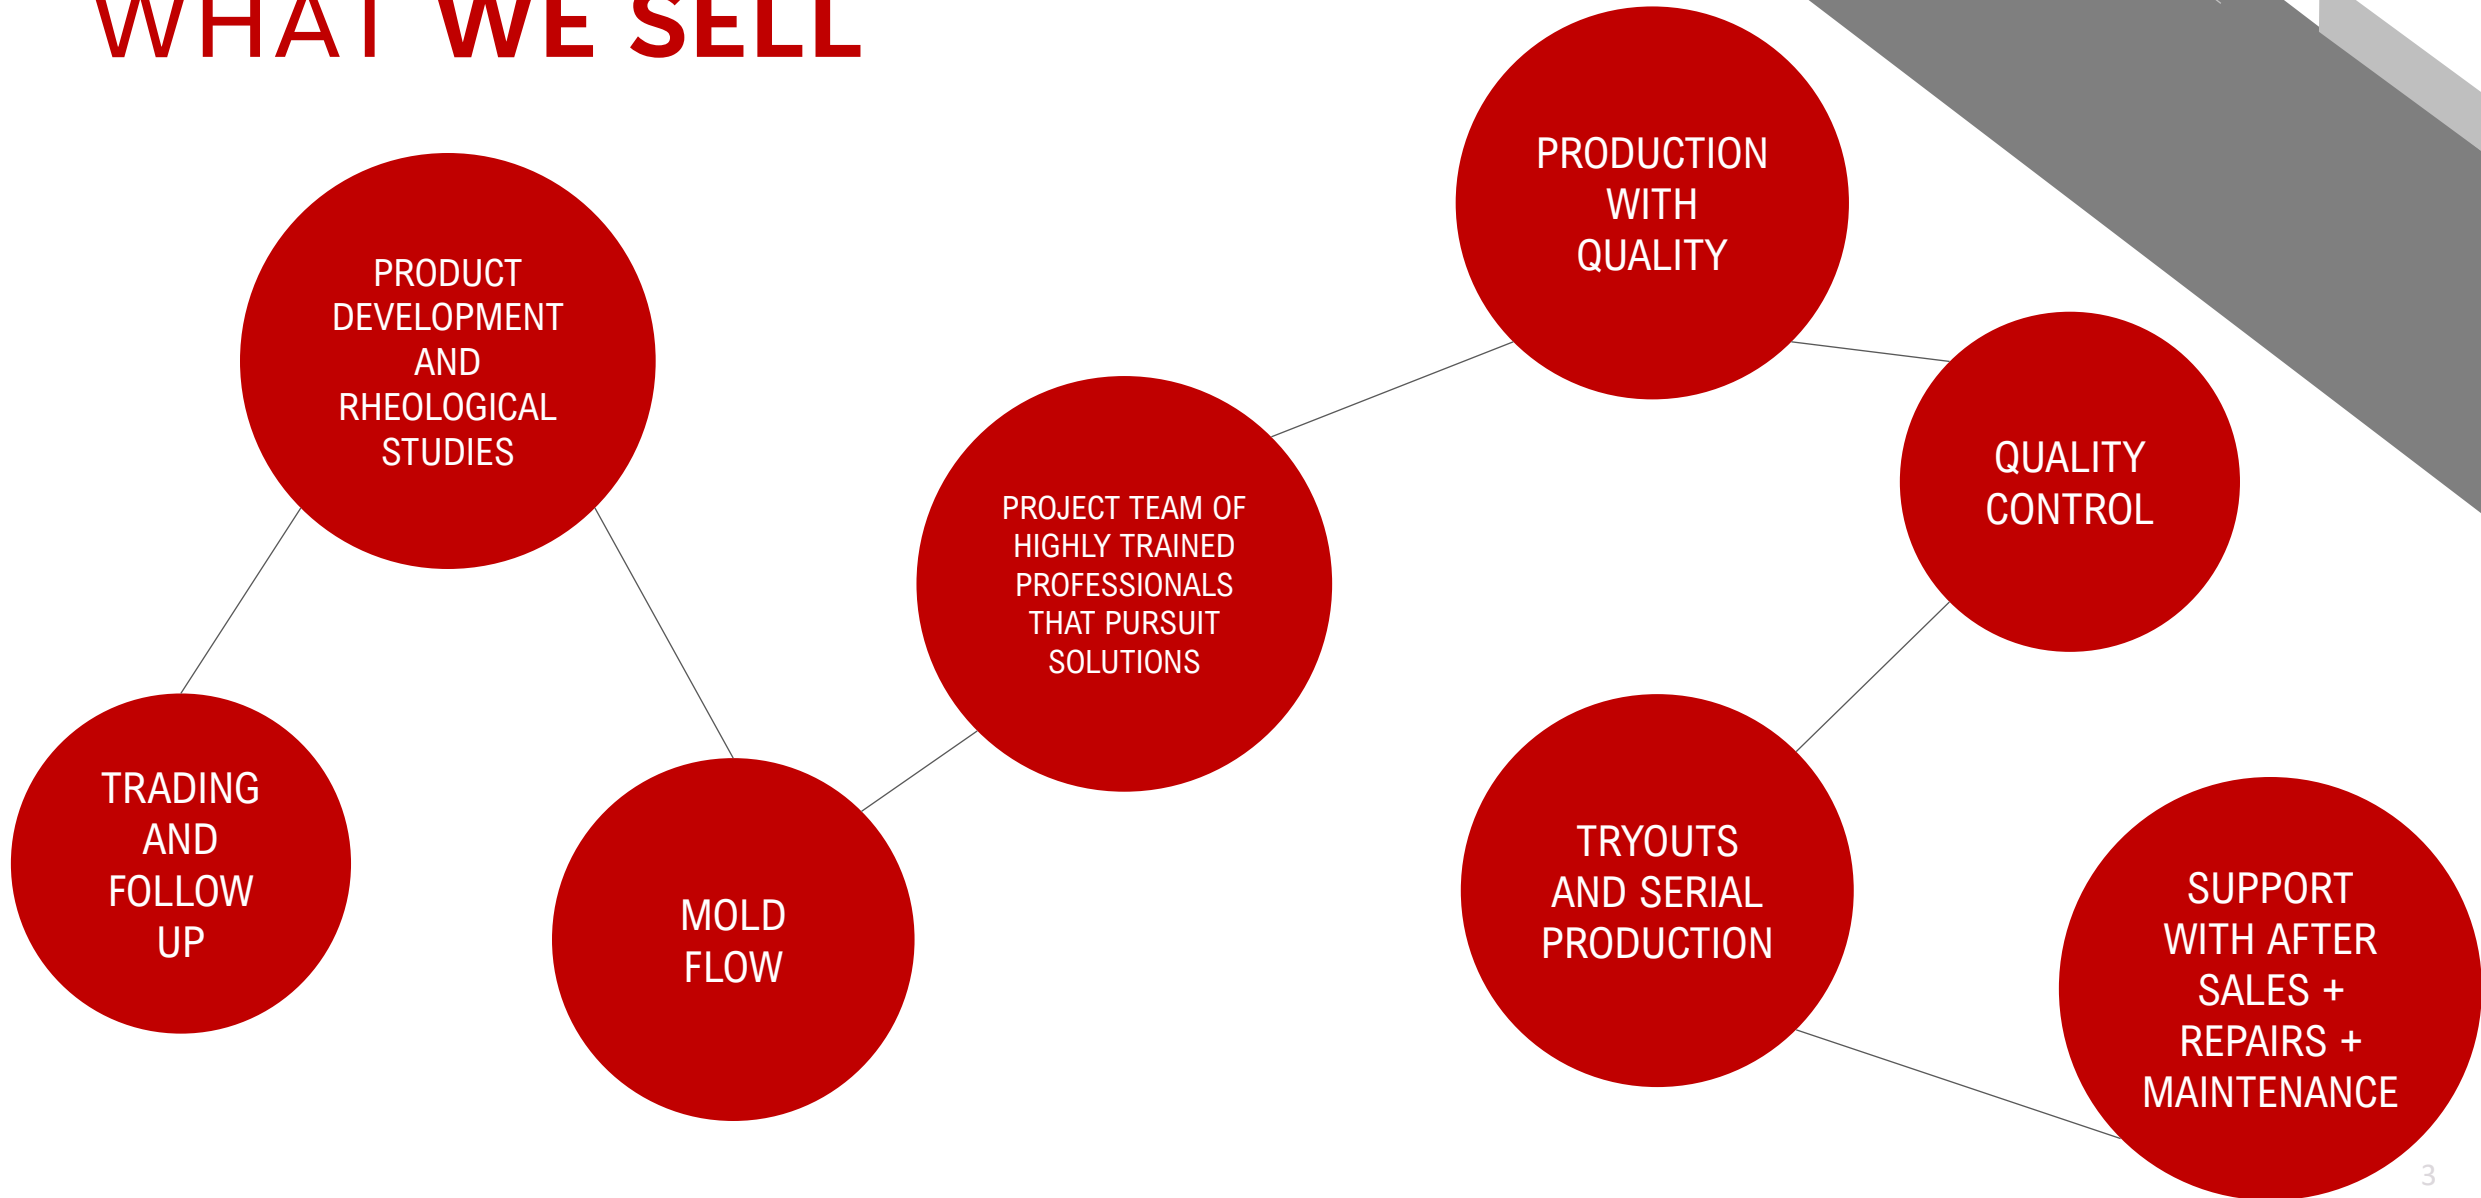 WHAT WE SELL
PRODUCT
DEVELOPMENT
AND
RHEOLOGICAL
STUDIES
TRADING
AND
FOLLOW
UP
MOLD
FLOW
PROJECT TEAM OF
HIGHLY TRAINED
PROFESSIONALS
THAT PURSUIT
SOLUTIONS
PRODUCTION
WITH
QUALITY
QUALITY
CONTROL
TRYOUTS
AND SERIAL
PRODUCTION
SUPPORT
WITH AFTER
SALES +
REPAIRS +
MAINTENANCE
3